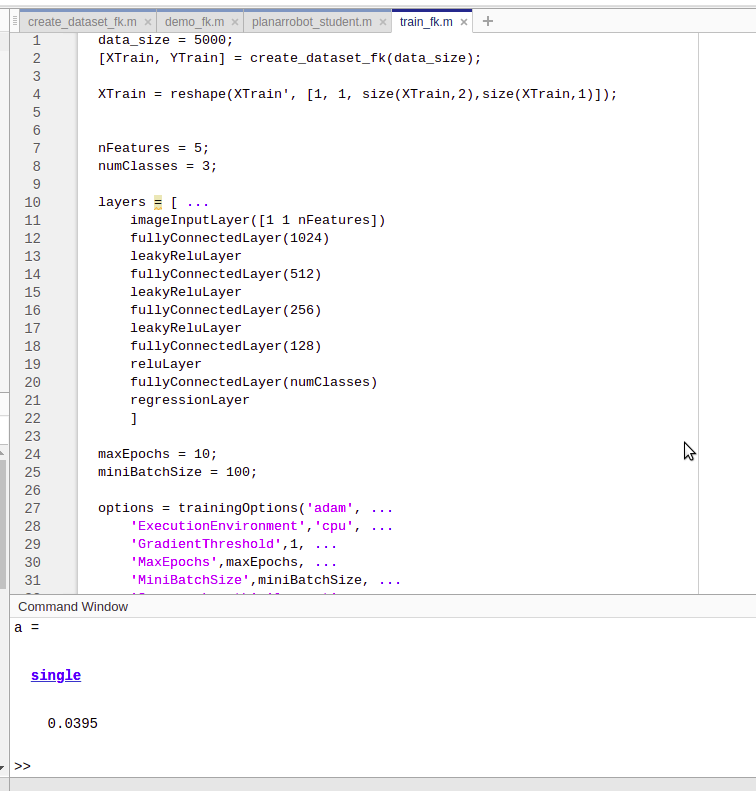 create_dataset_fk.m × demo_fk.m × planarrobot_student.m × train_fk.m × +
1 data_size = 5000;
2 [XTrain, YTrain] = create_dataset_fk(data_size);
3
4 XTrain = reshape(XTrain', [1, 1, size(XTrain,2),size(XTrain,1)]);
5
6
7 nFeatures = 5;
8 numClasses = 3;
9
10 layers = [ ...
11 imageInputLayer([1 1 nFeatures])
12 fullyConnectedLayer(1024)
13 leakyReluLayer
14 fullyConnectedLayer(512)
15 leakyReluLayer
16 fullyConnectedLayer(256)
17 leakyReluLayer
18 fullyConnectedLayer(128)
19 reluLayer
20 fullyConnectedLayer(numClasses)
21 regressionLayer
22 ]
23
24 maxEpochs = 10;
25 miniBatchSize = 100;
26
27 options = trainingOptions('adam', ...
28 'ExecutionEnvironment','cpu', ...
29 'GradientThreshold',1, ...
30 'MaxEpochs',maxEpochs, ...
31 'MiniBatchSize',miniBatchSize, ...
Command Window
a =
single
0.0395
>>